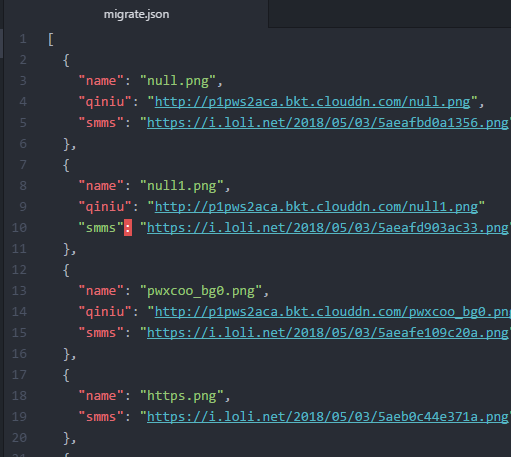 migrate.json
1 [
2 {
3 "name": "null.png",
4 "qiniu": "http://p1pws2aca.bkt.clouddn.com/null.png",
5 "smms": "https://i.loli.net/2018/05/03/5aeafbd0a1356.png"
6 },
7 {
8 "name": "null1.png",
9 "qiniu": "http://p1pws2aca.bkt.clouddn.com/null1.png"
10 "smms": "https://i.loli.net/2018/05/03/5aeafd903ac33.png"
11 },
12 {
13 "name": "pwxcoo_bg0.png",
14 "qiniu": "http://p1pws2aca.bkt.clouddn.com/pwxcoo_bg0.png
15 "smms": "https://i.loli.net/2018/05/03/5aeafe109c20a.png"
16 },
17 {
18 "name": "https.png",
19 "smms": "https://i.loli.net/2018/05/03/5aeb0c44e371a.png"
20 },